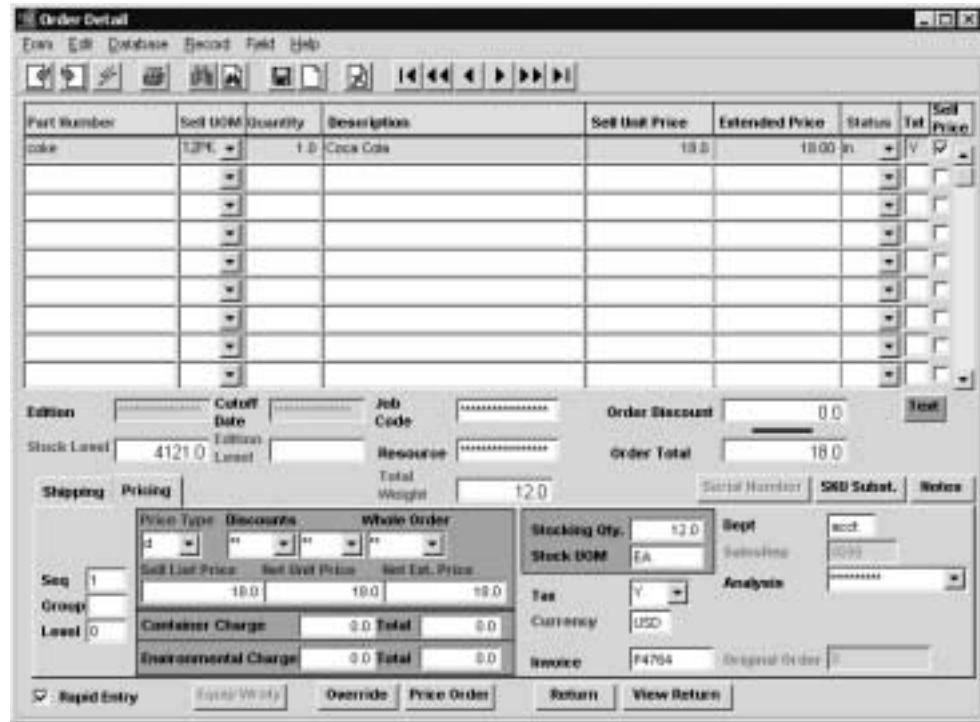 Order Detail
Form Edit Database Record Field Help
Part Number Sell UOM Quantity Description Sell Unit Price Extended Price Status Txt Sell Price
coke 12PK 1.0 Coca Cola 18.0 18.00 in Y
Edition Cutoff Date Job Code ***************** Order Discount 0.0 Text
Stock Level 4121.0 Edition Level Resource ***************** Order Total 18.0
Total Weight 12.0
Shipping Pricing Serial Number SKU Subst. Notes
Price Type Discounts Whole Order Stocking Qty. 12.0 Dept acct
d ** ** ** Stock UOM EA Salesrep
Sell List Price Net Unit Price Net Ext. Price Analysis **********
Seq 1 18.0 18.0 18.0 Tax Y
Group Container Charge 0.0 Total 0.0 Currency USD
Level 0
Environmental Charge 0.0 Total 0.0 Invoice P4764 Original Order 0
Rapid Entry Override Price Order Return View Return